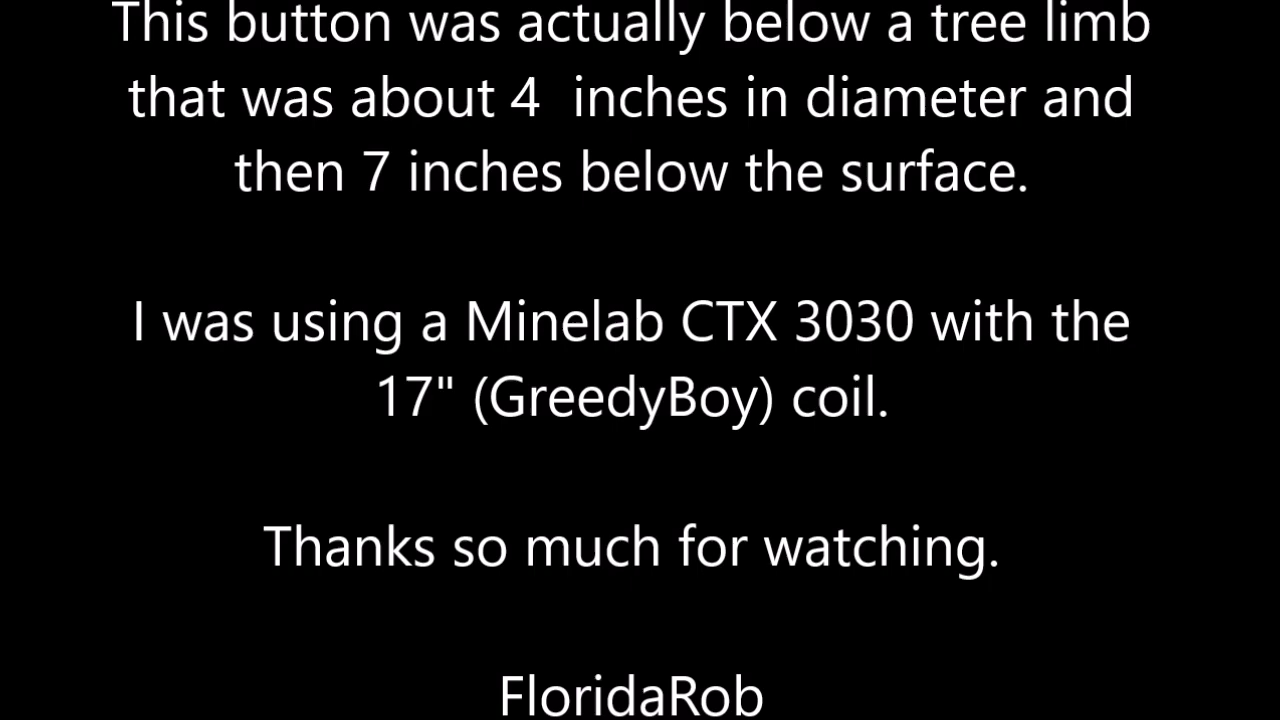 This button was actually below a tree limb
that was about 4  inches in diameter and
then 7 inches below the surface.
I was using a Minelab CTX 3030 with the
17" (GreedyBoy) coil.
Thanks so much for watching.
FloridaRob